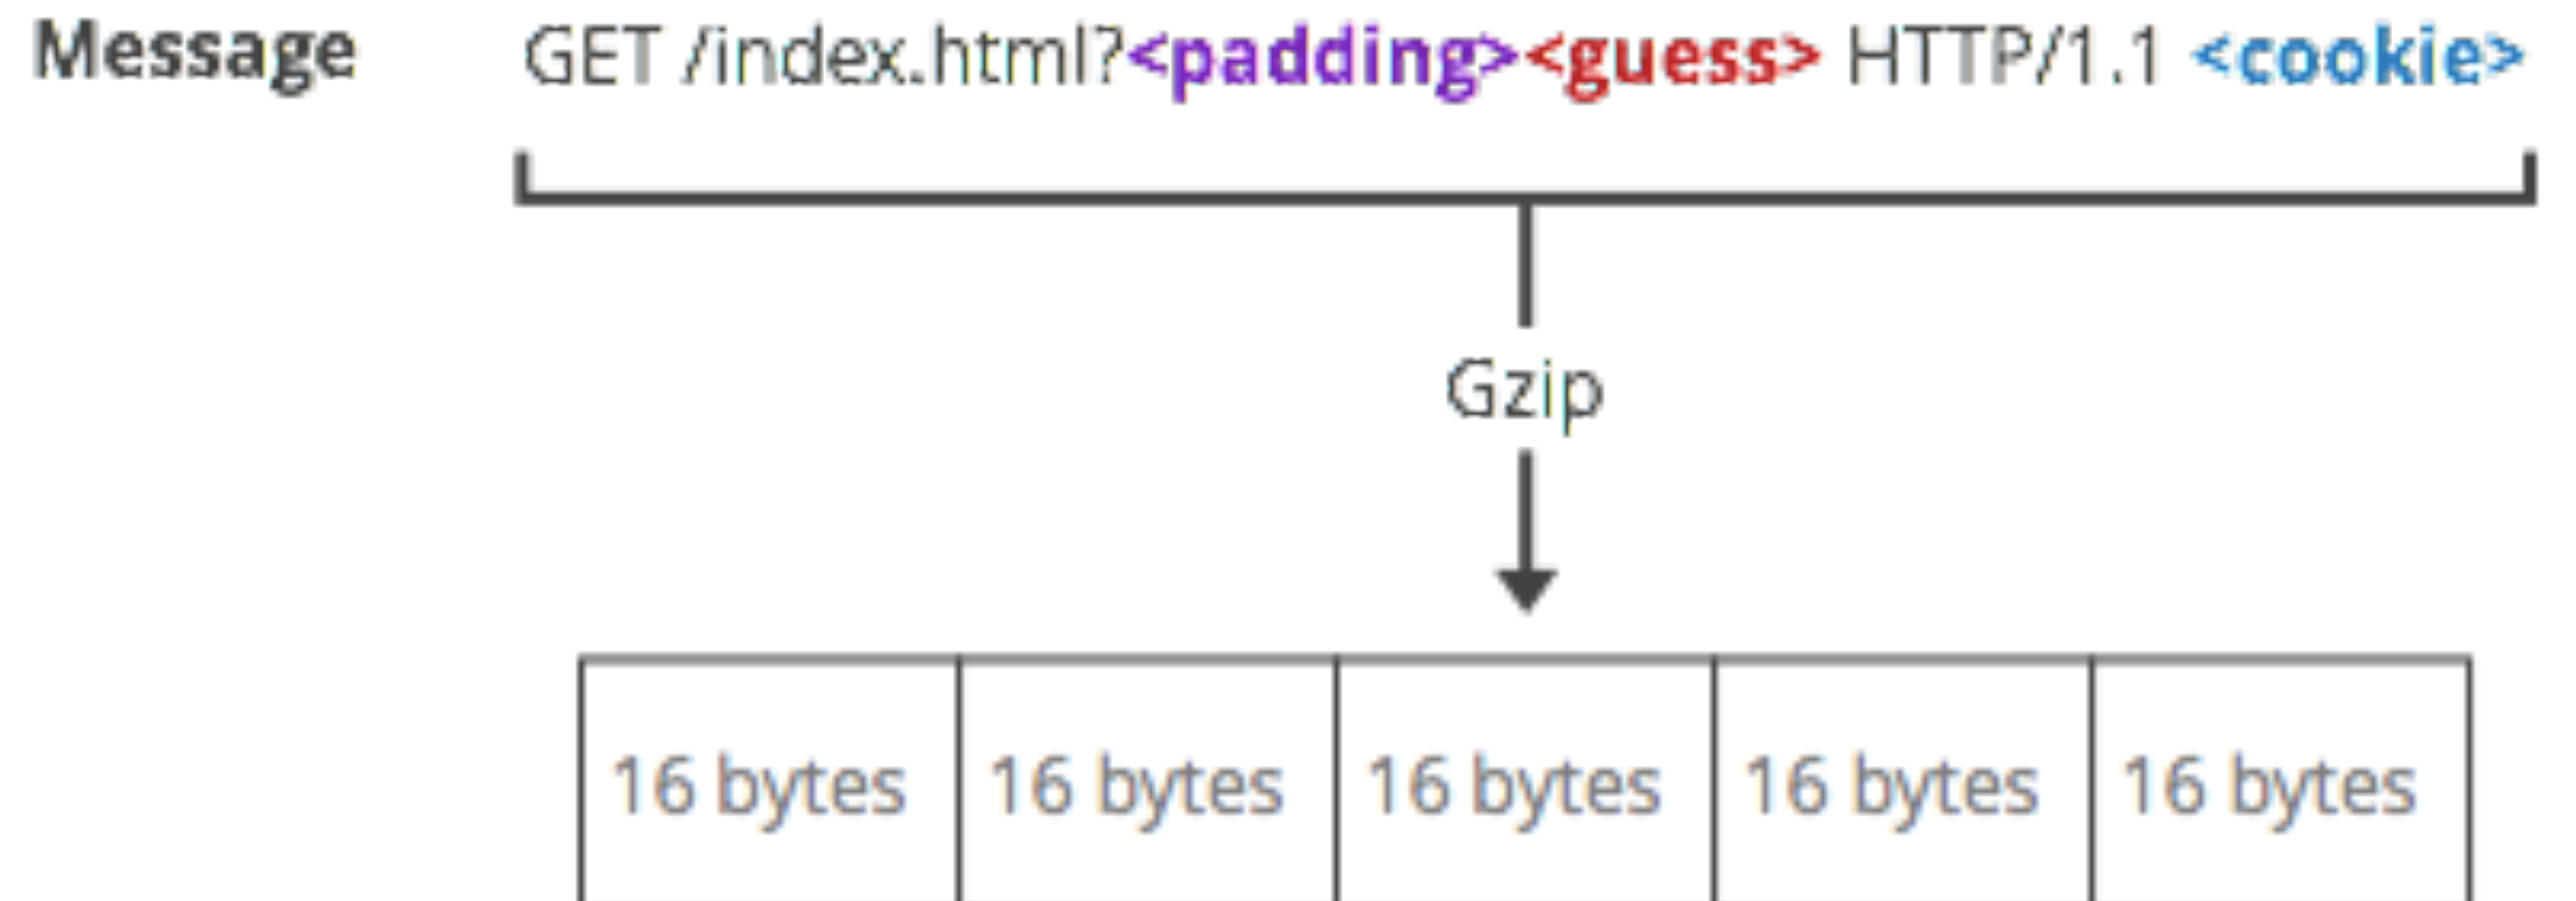 Message GET /index.html?<padding><guess> HTTP/1.1 <cookie>
Gzip
16 bytes 16 bytes 16 bytes 16 bytes 16 bytes